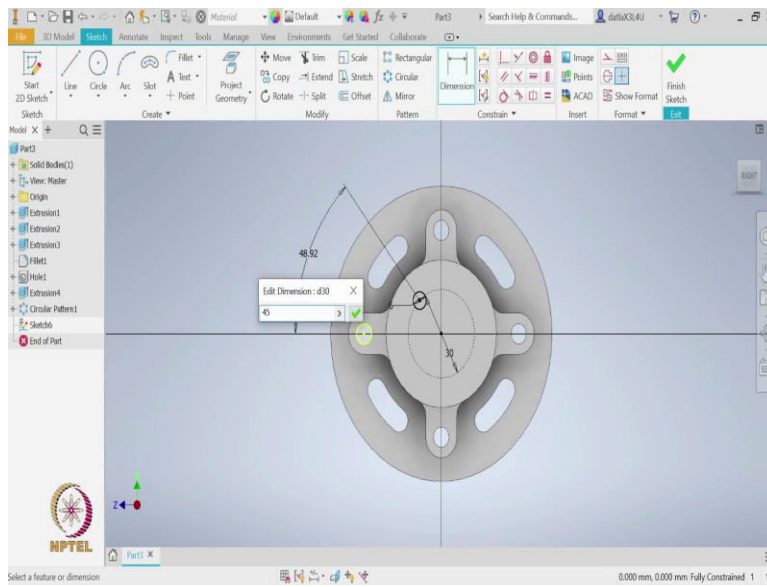 Material Default fx Part3 Search Help & Commands... datlaX3L4U
File 3D Model Sketch Annotate Inspect Tools Manage View Environments Get Started Collaborate
Start 2D Sketch Line Circle Arc Slot Fillet Text Point Project Geometry Move Copy Rotate Trim Extend Split Scale Stretch Offset Rectangular Circular Mirror Dimension Image Points ACAD Show Format Finish Sketch
Sketch Create Modify Pattern Constrain Insert Format Exit
Model X +
Part3
Solid Bodies(1)
View: Master
Origin
Extrusion1
Extrusion2
Extrusion3
Fillet1
Hole1
Extrusion4
Circular Pattern1
Sketch6
End of Part
RIGHT
48.92
Edit Dimension : d30 X
45
30
Z
NPTEL
Part3 X
Select a feature or dimension 0.000 mm, 0.000 mm Fully Constrained 1